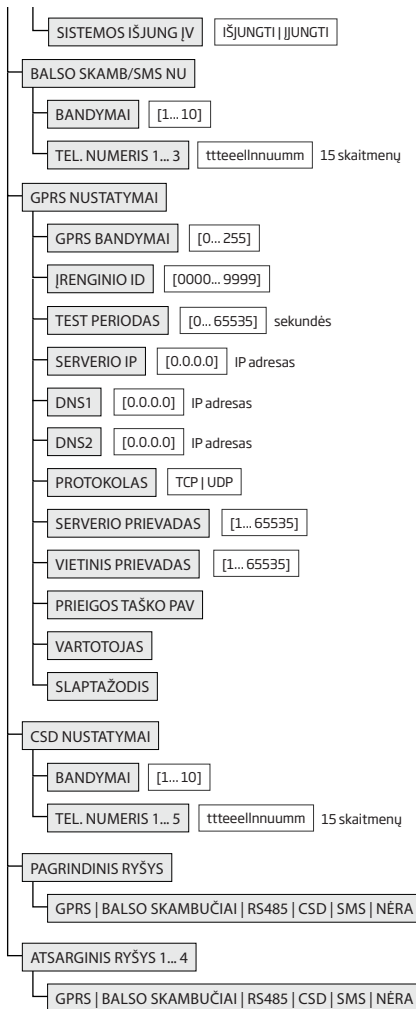 SISTEMOS IŠJUNG ĮV IŠJUNGTI | ĮJUNGTI
BALSO SKAMB/SMS NU
BANDYMAI [1... 10]
TEL. NUMERIS 1... 3 ttteeellnnuumm 15 skaitmenų
GPRS NUSTATYMAI
GPRS BANDYMAI [0... 255]
ĮRENGINIO ID [0000... 9999]
TEST PERIODAS [0... 65535] sekundės
SERVERIO IP [0.0.0.0] IP adresas
DNS1 [0.0.0.0] IP adresas
DNS2 [0.0.0.0] IP adresas
PROTOKOLAS TCP | UDP
SERVERIO PRIEVADAS [1... 65535]
VIETINIS PRIEVADAS [1... 65535]
PRIEIGOS TAŠKO PAV
VARTOTOJAS
SLAPTAŽODIS
CSD NUSTATYMAI
BANDYMAI [1... 10]
TEL. NUMERIS 1... 5 ttteeellnnuumm 15 skaitmenų
PAGRINDINIS RYŠYS
GPRS | BALSO SKAMBUČIAI | RS485 | CSD | SMS | NĖRA
ATSARGINIS RYŠYS 1... 4
GPRS | BALSO SKAMBUČIAI | RS485 | CSD | SMS | NĖRA